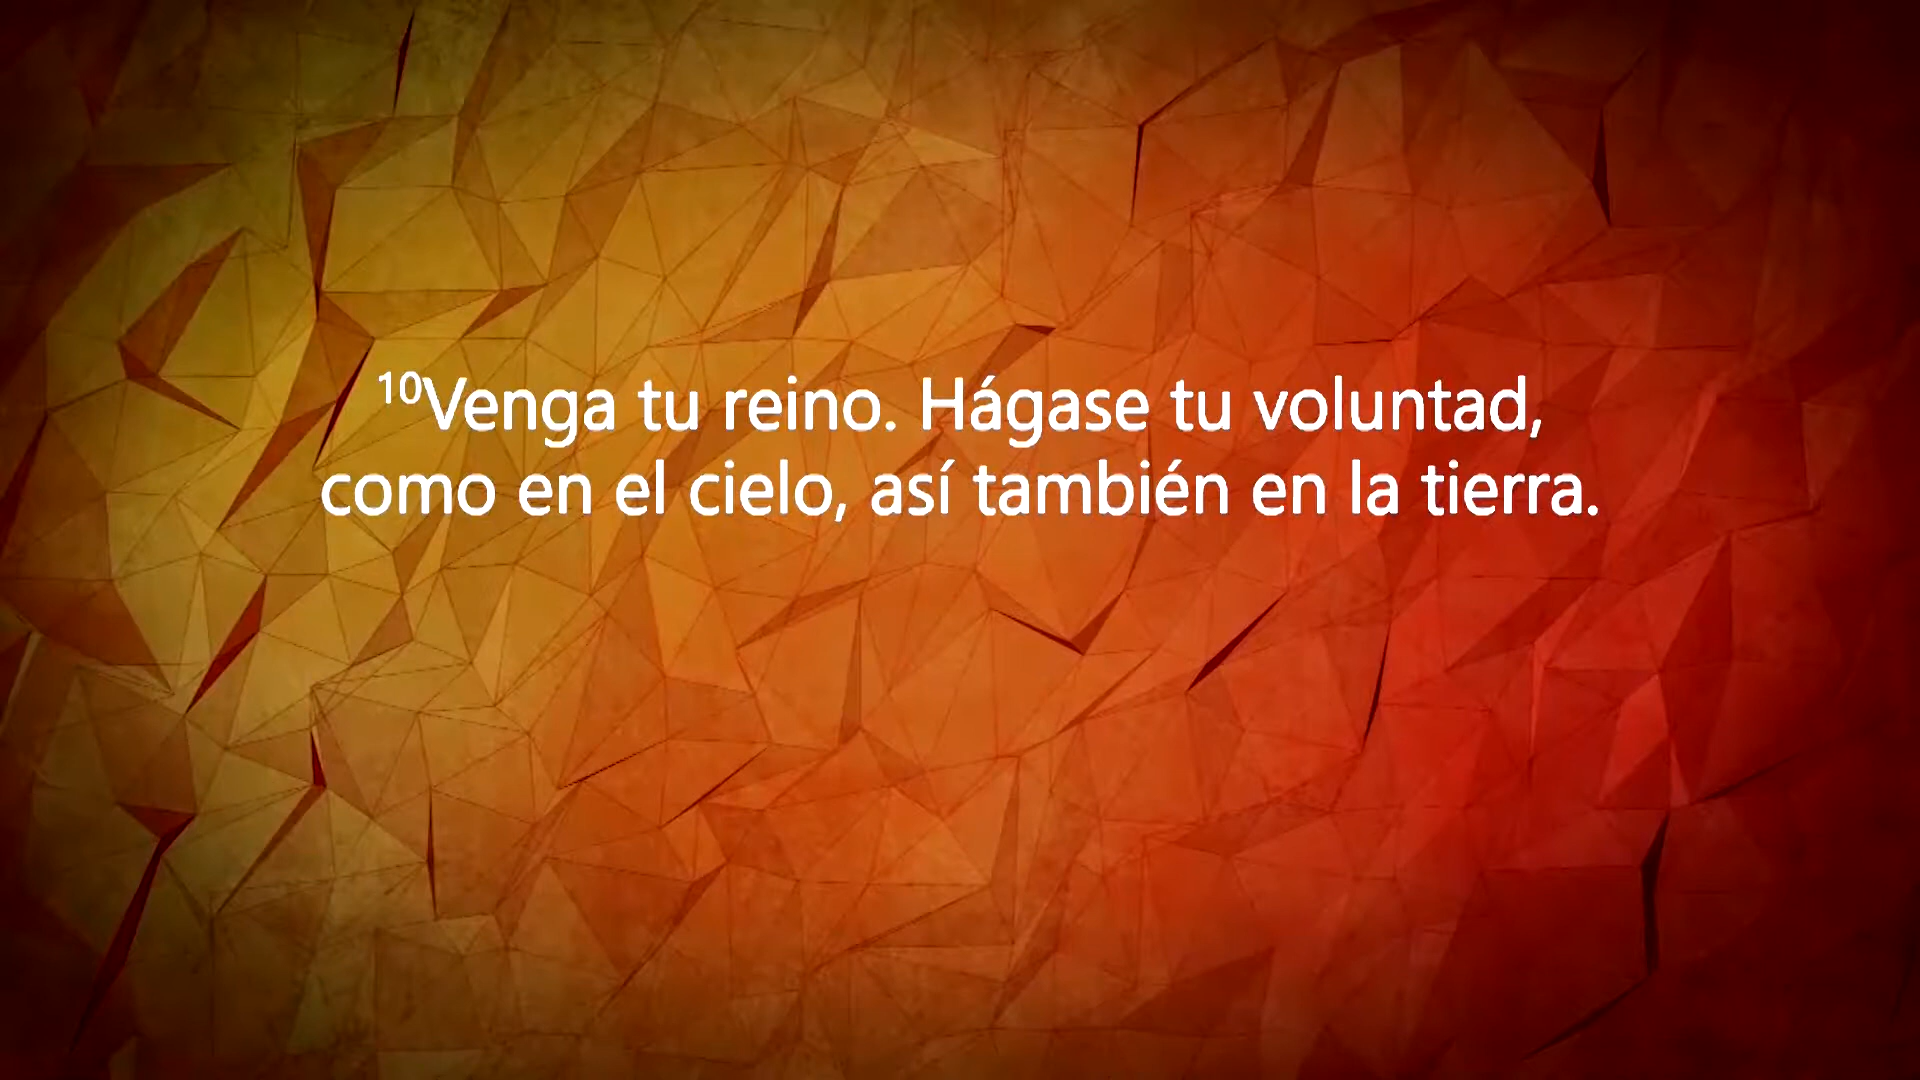 ¹⁰Venga tu reino. Hágase tu voluntad,
como en el cielo, así también en la tierra.